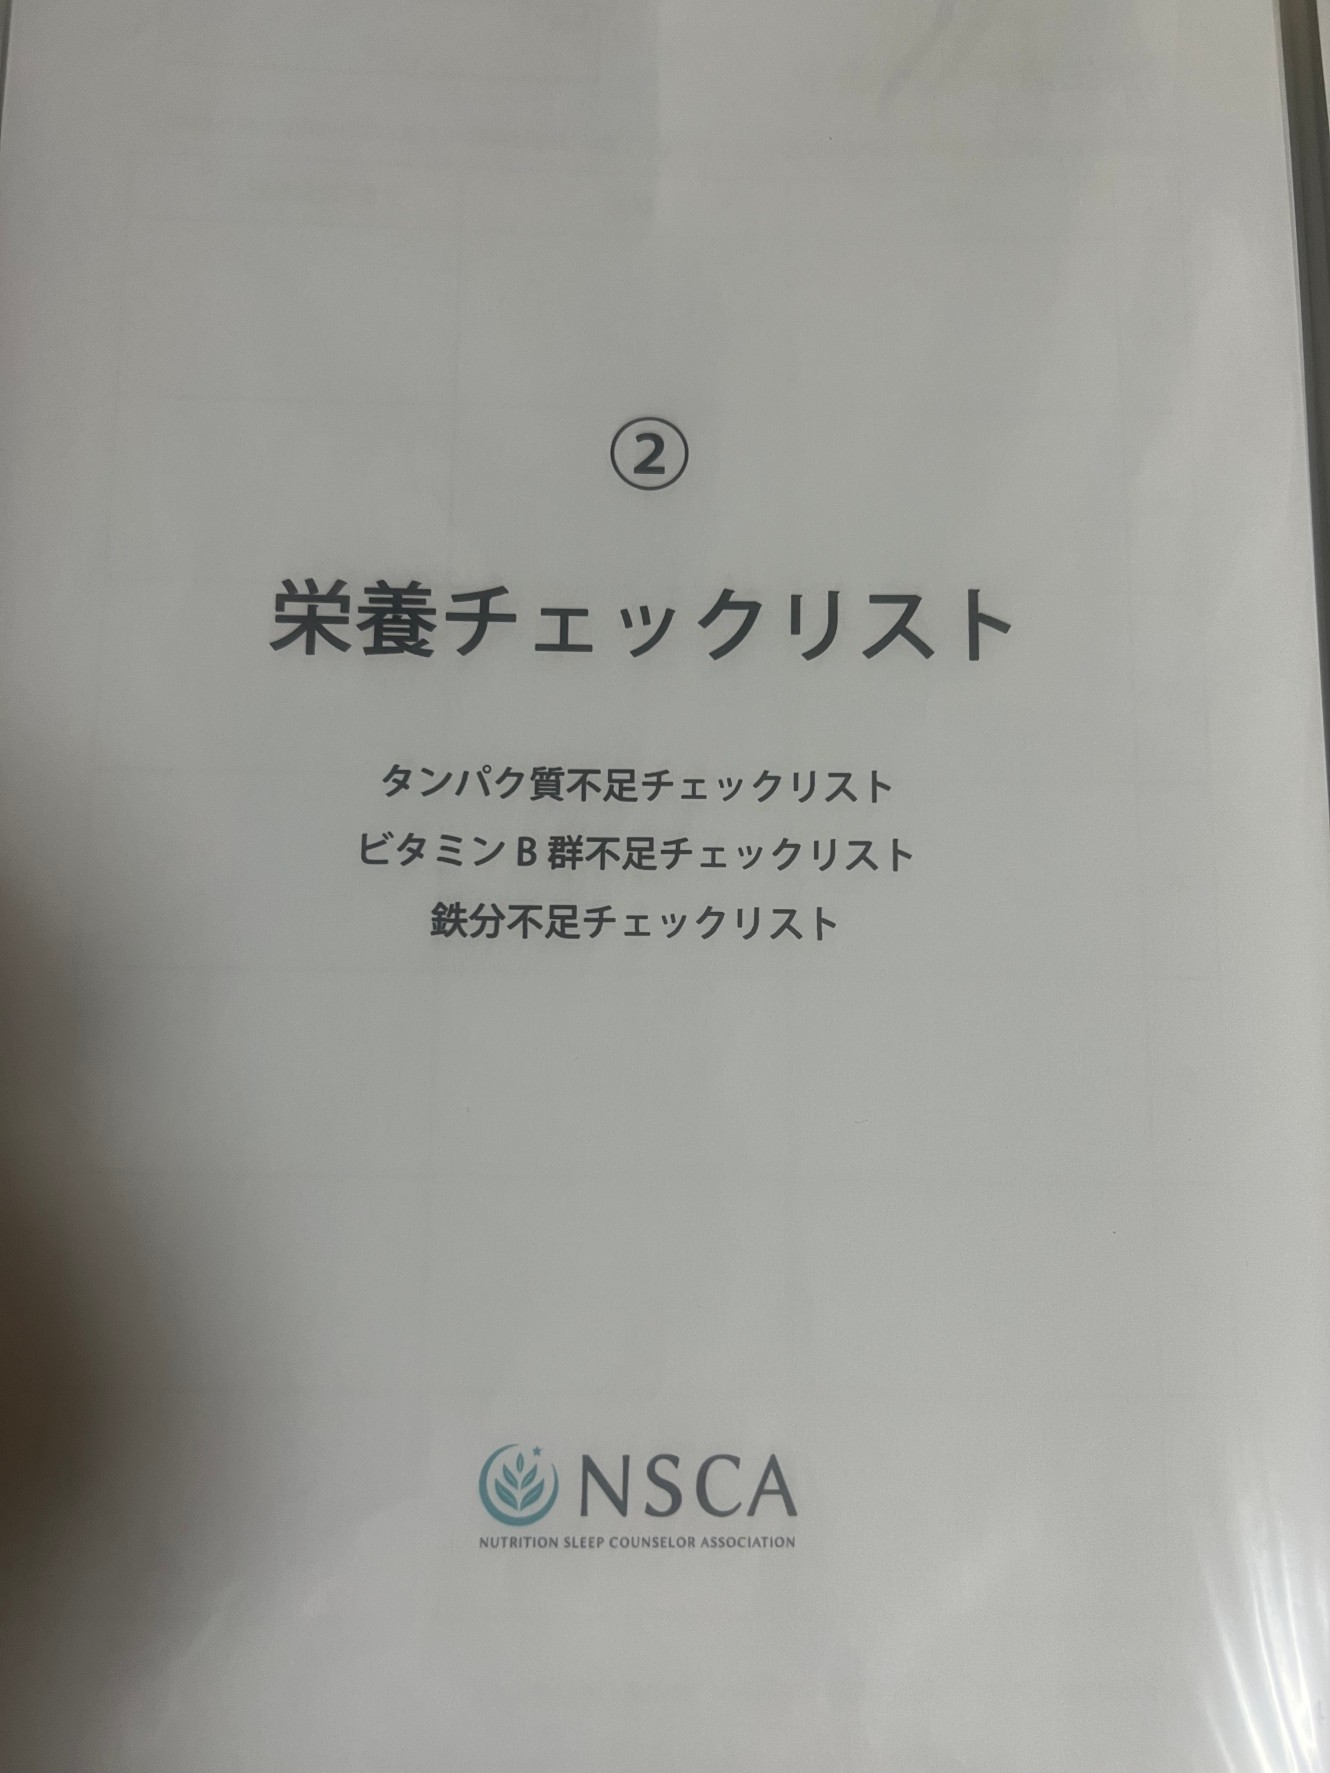 ②
栄養チェックリスト
タンパク質不足チェックリスト
ビタミン B 群不足チェックリスト
鉄分不足チェックリスト
NSCA
NUTRITION SLEEP COUNSELOR ASSOCIATION